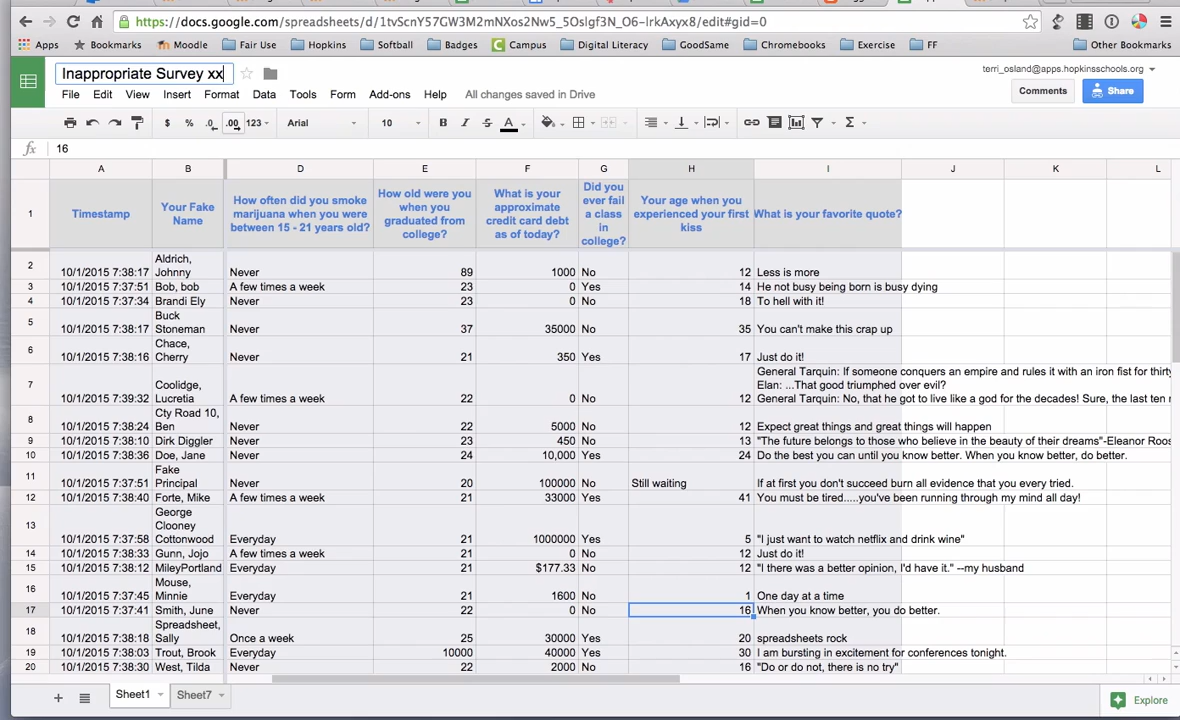 https://docs.google.com/spreadsheets/d/1tvScnY57GW3M2mNXos2Nw5_5Oslgf3N_O6-lrkAxyx8/edit#gid=0
Apps Bookmarks Moodle Fair Use Hopkins Softball Badges Campus Digital Literacy GoodSame Chromebooks Exercise FF Other Bookmarks
Inappropriate Survey xx
terri_osland@apps.hopkinsschools.org
File Edit View Insert Format Data Tools Form Add-ons Help All changes saved in Drive
Comments Share
$ % .0 .00 123 Arial 10 B I S A
fx 16
A B D E F G H I J K L
1 Timestamp Your Fake Name How often did you smoke marijuana when you were between 15 - 21 years old? How old were you when you graduated from college? What is your approximate credit card debt as of today? Did you ever fail a class in college? Your age when you experienced your first kiss What is your favorite quote?
2 10/1/2015 7:38:17 Aldrich, Johnny Never 89 1000 No 12 Less is more
3 10/1/2015 7:37:51 Bob, bob A few times a week 23 0 Yes 14 He not busy being born is busy dying
4 10/1/2015 7:37:34 Brandi Ely Never 23 0 No 18 To hell with it!
5 10/1/2015 7:38:17 Buck Stoneman Never 37 35000 No 35 You can't make this crap up
6 10/1/2015 7:38:16 Chace, Cherry Never 21 350 Yes 17 Just do it!
General Tarquin: If someone conquers an empire and rules it with an iron fist for thirty
Elan: ...That good triumphed over evil?
7 10/1/2015 7:39:32 Coolidge, Lucretia A few times a week 22 0 No 12 General Tarquin: No, that he got to live like a god for the decades! Sure, the last ten
8 10/1/2015 7:38:24 Cty Road 10, Ben Never 22 5000 No 12 Expect great things and great things will happen
9 10/1/2015 7:38:10 Dirk Diggler Never 23 450 No 13 "The future belongs to those who believe in the beauty of their dreams"-Eleanor Roos
10 10/1/2015 7:38:36 Doe, Jane Never 24 10,000 Yes 24 Do the best you can until you know better. When you know better, do better.
11 10/1/2015 7:37:51 Fake Principal Never 20 100000 No Still waiting If at first you don't succeed burn all evidence that you every tried.
12 10/1/2015 7:38:40 Forte, Mike A few times a week 21 33000 Yes 41 You must be tired.....you've been running through my mind all day!
13 10/1/2015 7:37:58 George Clooney Cottonwood Everyday 21 1000000 Yes 5 "I just want to watch netflix and drink wine"
14 10/1/2015 7:38:33 Gunn, Jojo A few times a week 21 0 No 12 Just do it!
15 10/1/2015 7:38:12 MileyPortland Everyday 21 $177.33 No 12 "I there was a better opinion, I'd have it." --my husband
16 10/1/2015 7:37:45 Mouse, Minnie Everyday 21 1600 No 1 One day at a time
17 10/1/2015 7:37:41 Smith, June Never 22 0 No 16 When you know better, you do better.
18 10/1/2015 7:38:18 Spreadsheet, Sally Once a week 25 30000 Yes 20 spreadsheets rock
19 10/1/2015 7:38:03 Trout, Brook Everyday 10000 40000 Yes 30 I am bursting in excitement for conferences tonight.
20 10/1/2015 7:38:30 West, Tilda Never 22 2000 No 16 "Do or do not, there is no try"
+ Sheet1 Sheet7 Explore